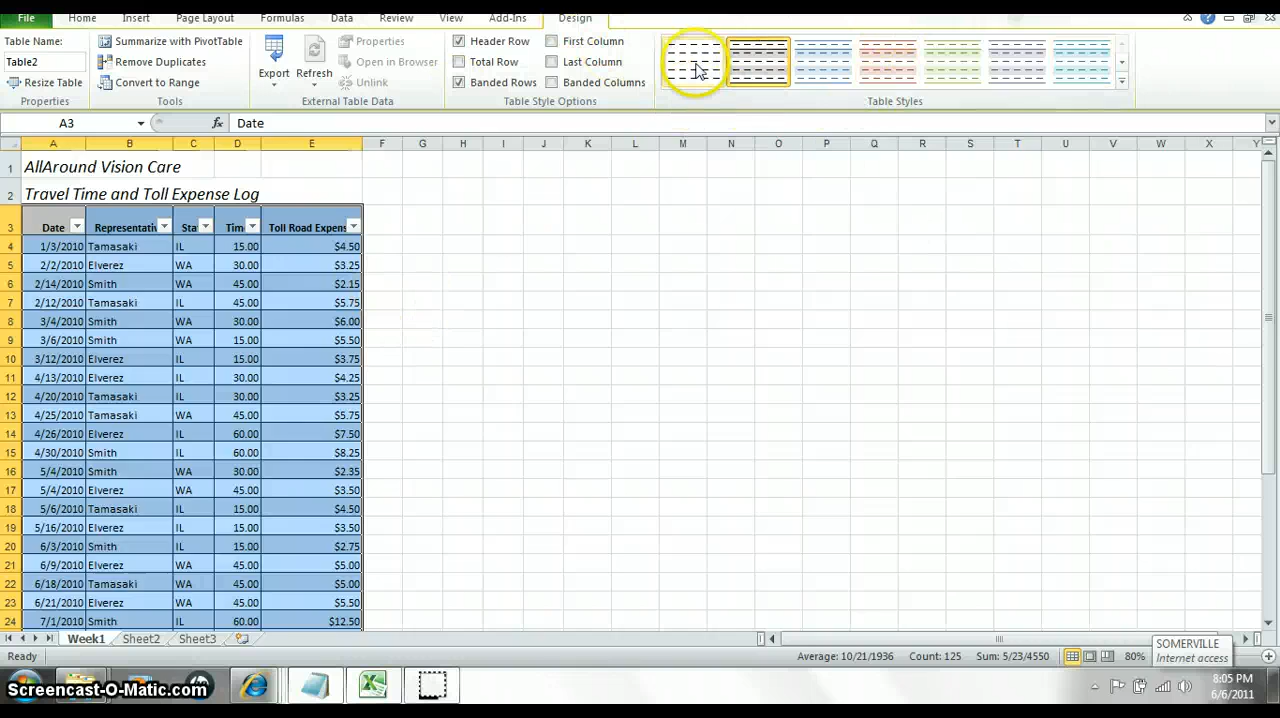 File Home Insert Page Layout Formulas Data Review View Add-Ins Design
Table Name: Summarize with PivotTable Properties Header Row First Column
Table2 Remove Duplicates Export Refresh Open in Browser Total Row Last Column
Resize Table Convert to Range Unlink Banded Rows Banded Columns
Properties Tools External Table Data Table Style Options Table Styles
A3 fx Date
A B C D E F G H I J K L M N O P Q R S T U V W X Y
1 AllAround Vision Care
2 Travel Time and Toll Expense Log
3 Date Representativ Sta Tim Toll Road Expens
4 1/3/2010 Tamasaki IL 15.00 $4.50
5 2/2/2010 Elverez WA 30.00 $3.25
6 2/14/2010 Smith WA 45.00 $2.15
7 2/12/2010 Tamasaki IL 45.00 $5.75
8 3/4/2010 Smith WA 30.00 $6.00
9 3/6/2010 Smith WA 15.00 $5.50
10 3/12/2010 Elverez IL 15.00 $3.75
11 4/13/2010 Elverez IL 30.00 $4.25
12 4/20/2010 Tamasaki IL 30.00 $3.25
13 4/25/2010 Tamasaki WA 45.00 $5.75
14 4/26/2010 Elverez IL 60.00 $7.50
15 4/30/2010 Smith IL 60.00 $8.25
16 5/4/2010 Smith WA 30.00 $2.35
17 5/4/2010 Elverez WA 45.00 $3.50
18 5/6/2010 Tamasaki IL 15.00 $4.50
19 5/16/2010 Elverez IL 15.00 $3.50
20 6/3/2010 Smith IL 15.00 $2.75
21 6/9/2010 Elverez WA 45.00 $5.00
22 6/18/2010 Tamasaki WA 45.00 $5.00
23 6/21/2010 Elverez WA 45.00 $5.50
24 7/1/2010 Smith IL 60.00 $12.50
Week1 Sheet2 Sheet3
SOMERVILLE
Internet access
Ready Average: 10/21/1936 Count: 125 Sum: 5/23/4550 80%
Screencast-O-Matic.com
8:05 PM
6/6/2011